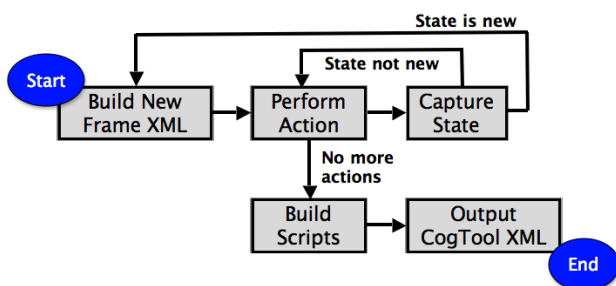 State is new
Start
State not new
Build New
Frame XML
Perform
Action
Capture
State
No more
actions
Build
Scripts
Output
CogTool XML
End